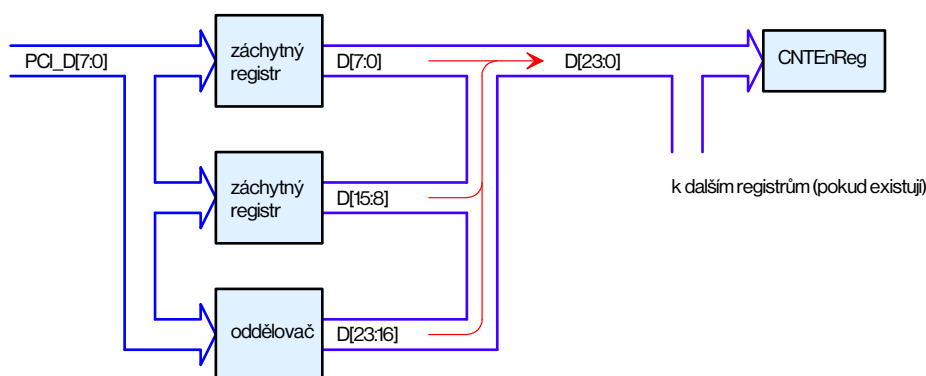 PCI_D[7:0]
záchytný
registr
D[7:0]
D[23:0]
CNTEnReg
záchytný
registr
D[15:8]
k dalším registrům (pokud existují)
oddělovač
D[23:16]